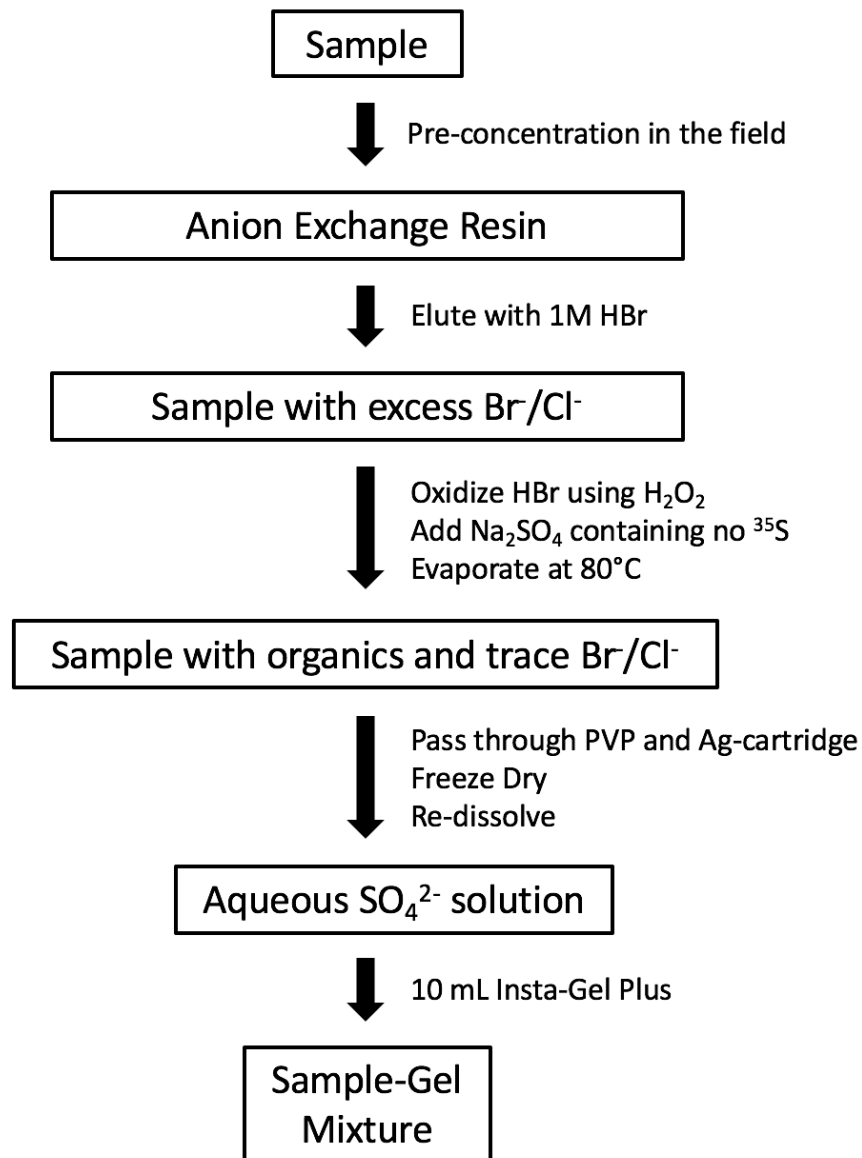 Sample
Pre-concentration in the field
Anion Exchange Resin
Elute with 1M HBr
Sample with excess Br⁻/Cl⁻
Oxidize HBr using H₂O₂
Add Na₂SO₄ containing no ³⁵S
Evaporate at 80°C
Sample with organics and trace Br⁻/Cl⁻
Pass through PVP and Ag-cartridge
Freeze Dry
Re-dissolve
Aqueous SO₄²⁻ solution
10 mL Insta-Gel Plus
Sample-Gel
Mixture